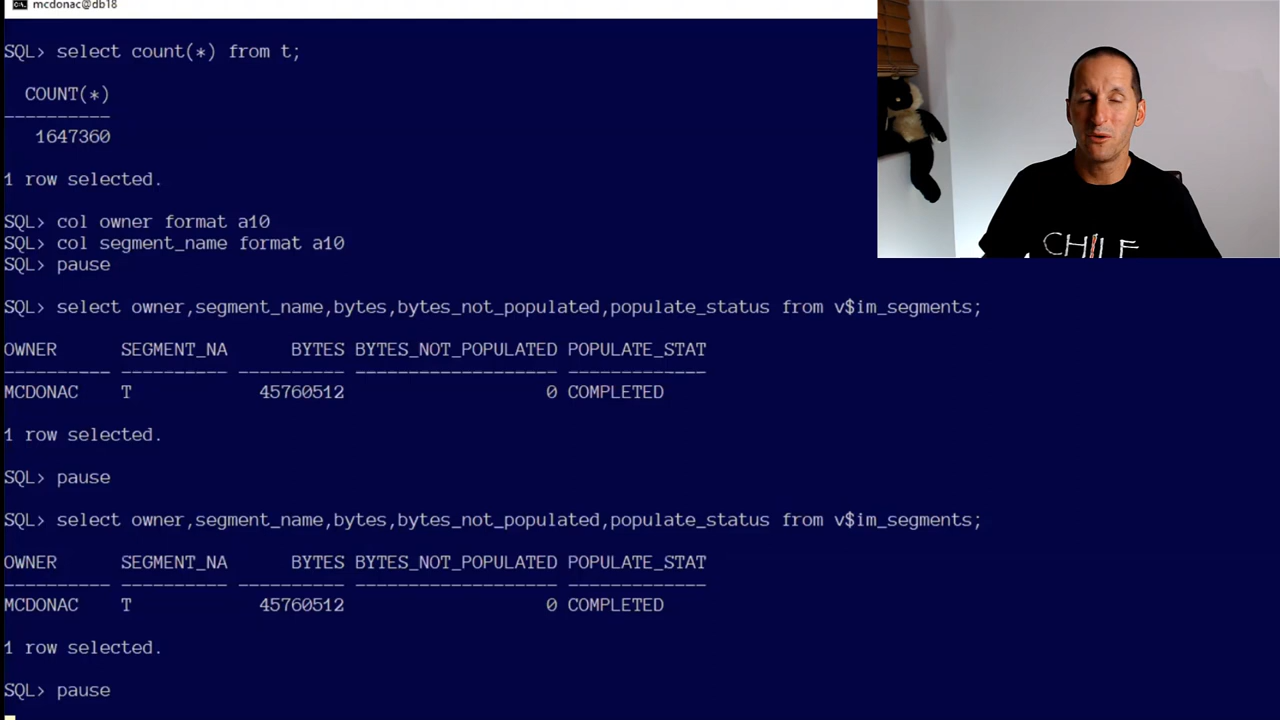 mcdonac@db18
SQL> select count(*) from t;
COUNT(*)
----------
1647360
1 row selected.
SQL> col owner format a10
SQL> col segment_name format a10
SQL> pause
SQL> select owner,segment_name,bytes,bytes_not_populated,populate_status from v$im_segments;
OWNER SEGMENT_NA BYTES BYTES_NOT_POPULATED POPULATE_STAT
---------- ---------- ---------- ------------------- -------------
MCDONAC T 45760512 0 COMPLETED
1 row selected.
SQL> pause
SQL> select owner,segment_name,bytes,bytes_not_populated,populate_status from v$im_segments;
OWNER SEGMENT_NA BYTES BYTES_NOT_POPULATED POPULATE_STAT
---------- ---------- ---------- ------------------- -------------
MCDONAC T 45760512 0 COMPLETED
1 row selected.
SQL> pause
CHILE